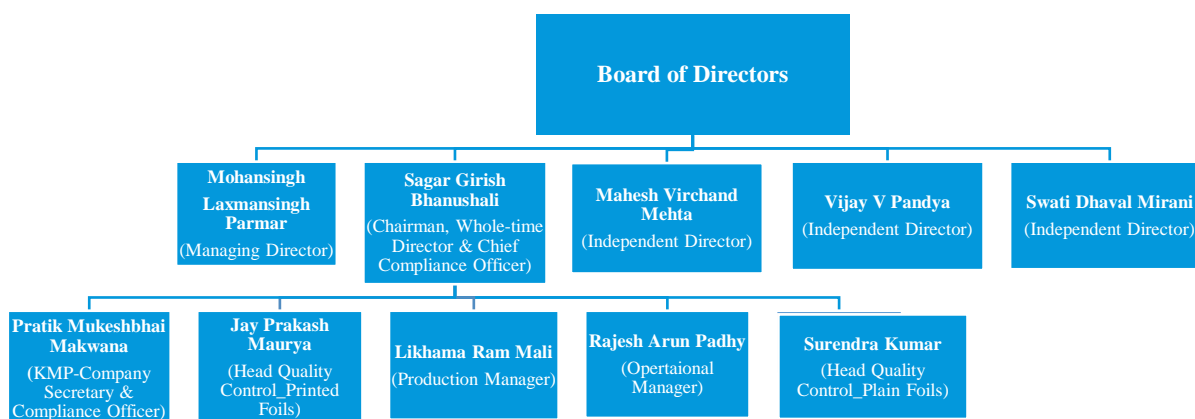 Board of Directors
Mohansingh
Laxmansingh
Parmar
(Managing Director)
Sagar Girish
Bhanushali
(Chairman, Whole-time
Director & Chief
Compliance Officer)
Mahesh Virchand
Mehta
(Independent Director)
Vijay V Pandya
(Independent Director)
Swati Dhaval Mirani
(Independent Director)
Pratik Mukeshbhai
Makwana
(KMP-Company
Secretary &
Compliance Officer)
Jay Prakash
Maurya
(Head Quality
Control_Printed
Foils)
Likhama Ram Mali
(Production Manager)
Rajesh Arun Padhy
(Opertaional
Manager)
Surendra Kumar
(Head Quality
Control_Plain Foils)